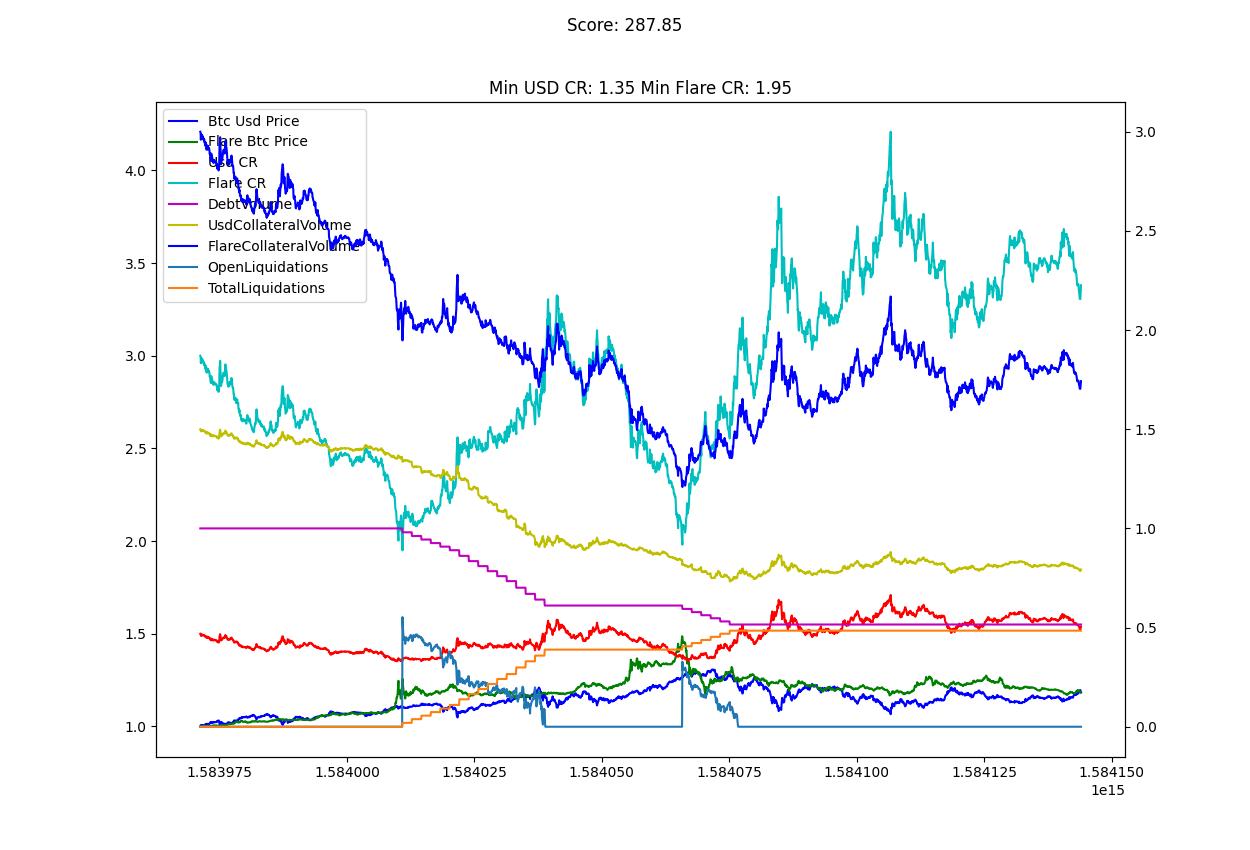 Score: 287.85
Min USD CR: 1.35 Min Flare CR: 1.95
Btc Usd Price
Flare Btc Price
Usd CR
Flare CR
DebtVolume
UsdCollateralVolume
FlareCollateralVolume
OpenLiquidations
TotalLiquidations
4.0
3.5
3.0
2.5
2.0
1.5
1.0
3.0
2.5
2.0
1.5
1.0
0.5
0.0
1.583975 1.584000 1.584025 1.584050 1.584075 1.584100 1.584125 1.584150
1e15